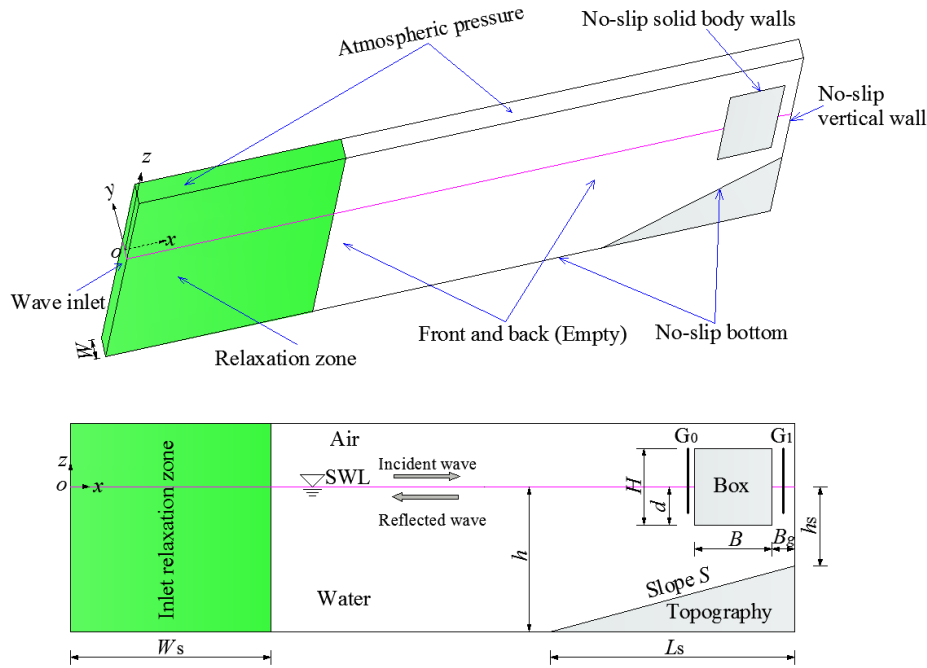 No-slip solid body walls
Atmospheric pressure
No-slip
vertical wall
z
y
x
o
Wave inlet
W
Relaxation zone
Front and back (Empty)
No-slip bottom
Air
G0
G1
z
SWL
Incident wave
o
x
Inlet relaxation zone
H
d
Box
Reflected wave
h
B
Bg
hs
Slope S
Water
Topography
Ws
Ls